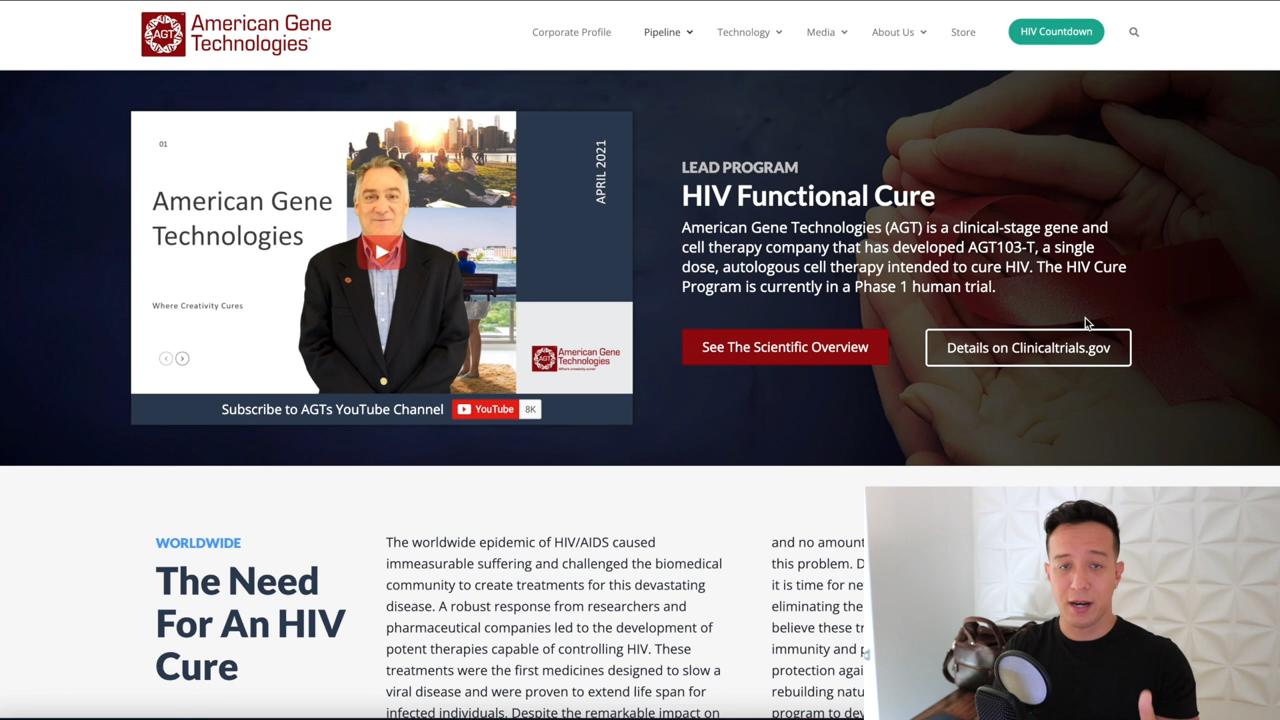 American Gene
Technologies
AGT
Corporate Profile
Pipeline
Technology
Media
About Us
Store
HIV Countdown
01
American Gene
Technologies
Where Creativity Cures
APRIL 2021
American Gene
Technologies
Subscribe to AGTs YouTube Channel
YouTube
8K
LEAD PROGRAM
HIV Functional Cure
American Gene Technologies (AGT) is a clinical-stage gene and
cell therapy company that has developed AGT103-T, a single
dose, autologous cell therapy intended to cure HIV. The HIV Cure
Program is currently in a Phase 1 human trial.
See The Scientific Overview
Details on Clinicaltrials.gov
WORLDWIDE
The Need
For An HIV
Cure
The worldwide epidemic of HIV/AIDS caused
immeasurable suffering and challenged the biomedical
community to create treatments for this devastating
disease. A robust response from researchers and
pharmaceutical companies led to the development of
potent therapies capable of controlling HIV. These
treatments were the first medicines designed to slow a
viral disease and were proven to extend life span for
infected individuals. Despite the remarkable impact on
and no amount
this problem. D
it is time for ne
eliminating the
believe these tr
immunity and p
protection agai
rebuilding natu
program to dev